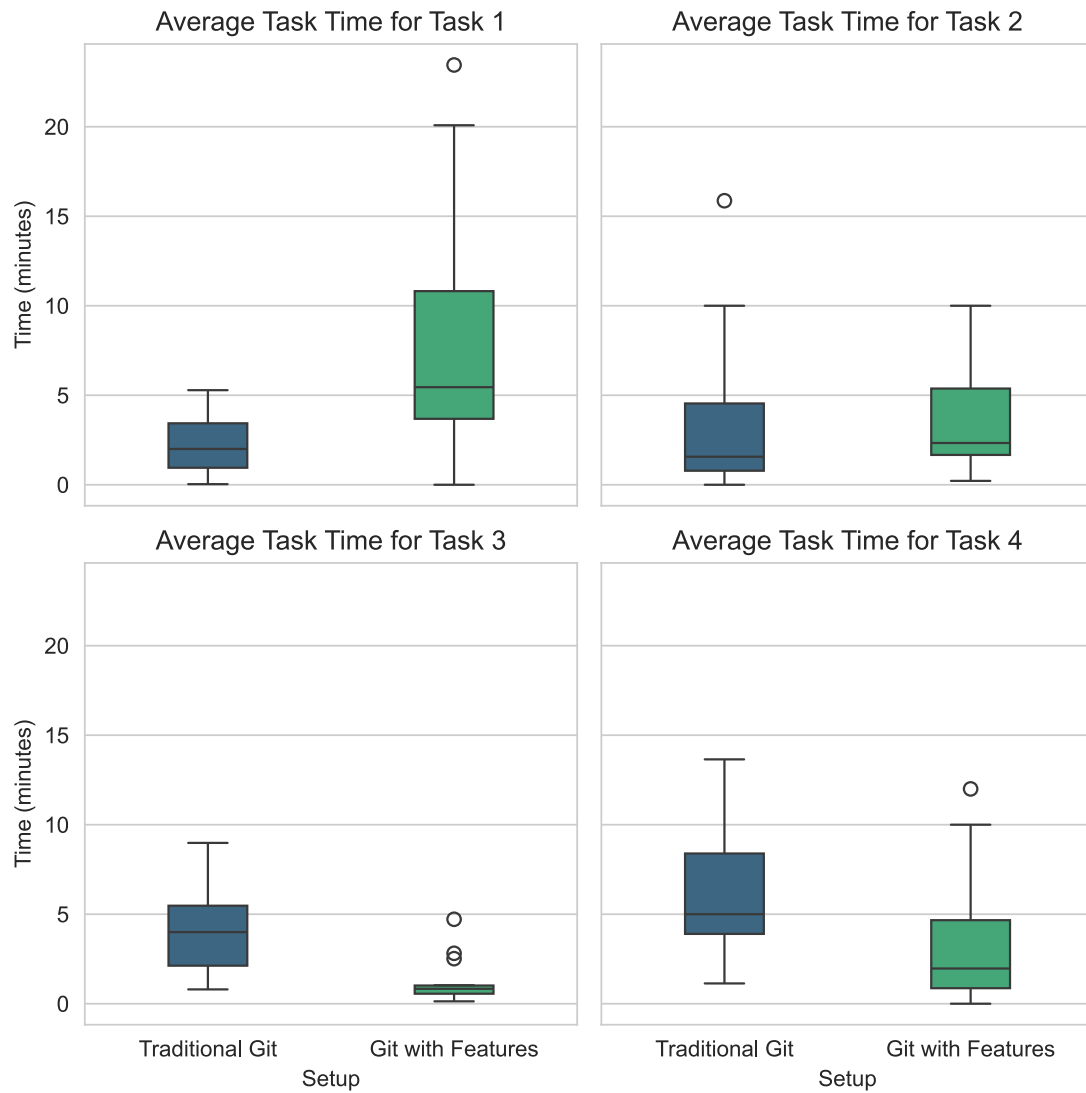 Average Task Time for Task 1
Average Task Time for Task 2
Time (minutes)
20
15
10
5
0
Average Task Time for Task 3
Average Task Time for Task 4
Time (minutes)
20
15
10
5
0
Traditional Git
Git with Features
Traditional Git
Git with Features
Setup
Setup